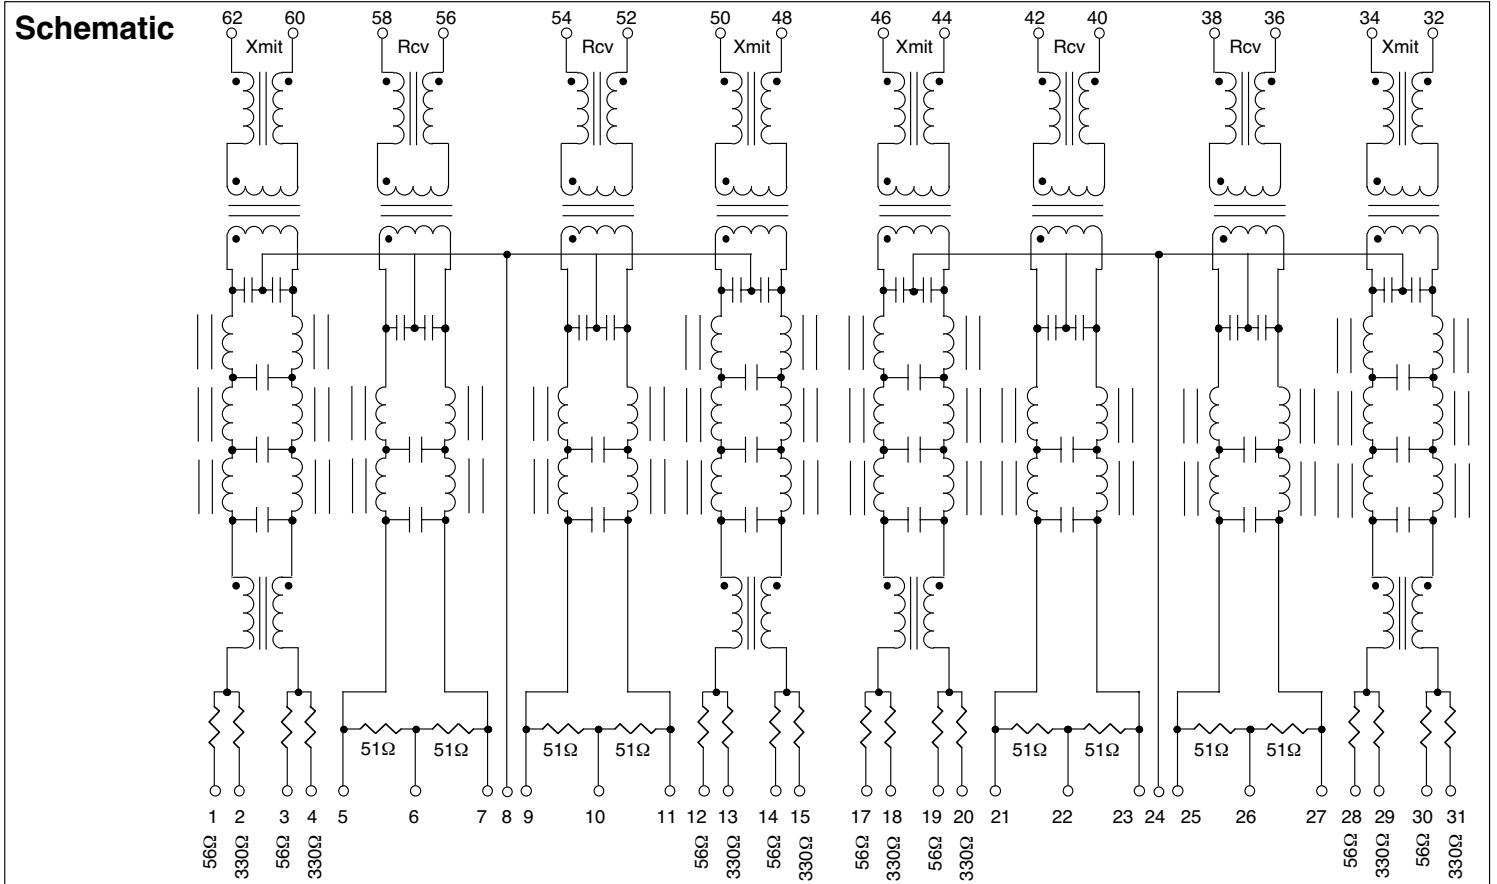 Schematic
62 60 58 56 54 52 50 48 46 44 42 40 38 36 34 32
Xmit Rcv Rcv Xmit Xmit Rcv Rcv Xmit
51Ω 51Ω 51Ω 51Ω 51Ω 51Ω 51Ω 51Ω
1 2 3 4 5 6 7 8 9 10 11 12 13 14 15 17 18 19 20 21 22 23 24 25 26 27 28 29 30 31
56Ω 330Ω 56Ω 330Ω 56Ω 330Ω 56Ω 330Ω 56Ω 330Ω 56Ω 330Ω 56Ω 330Ω 56Ω 330Ω